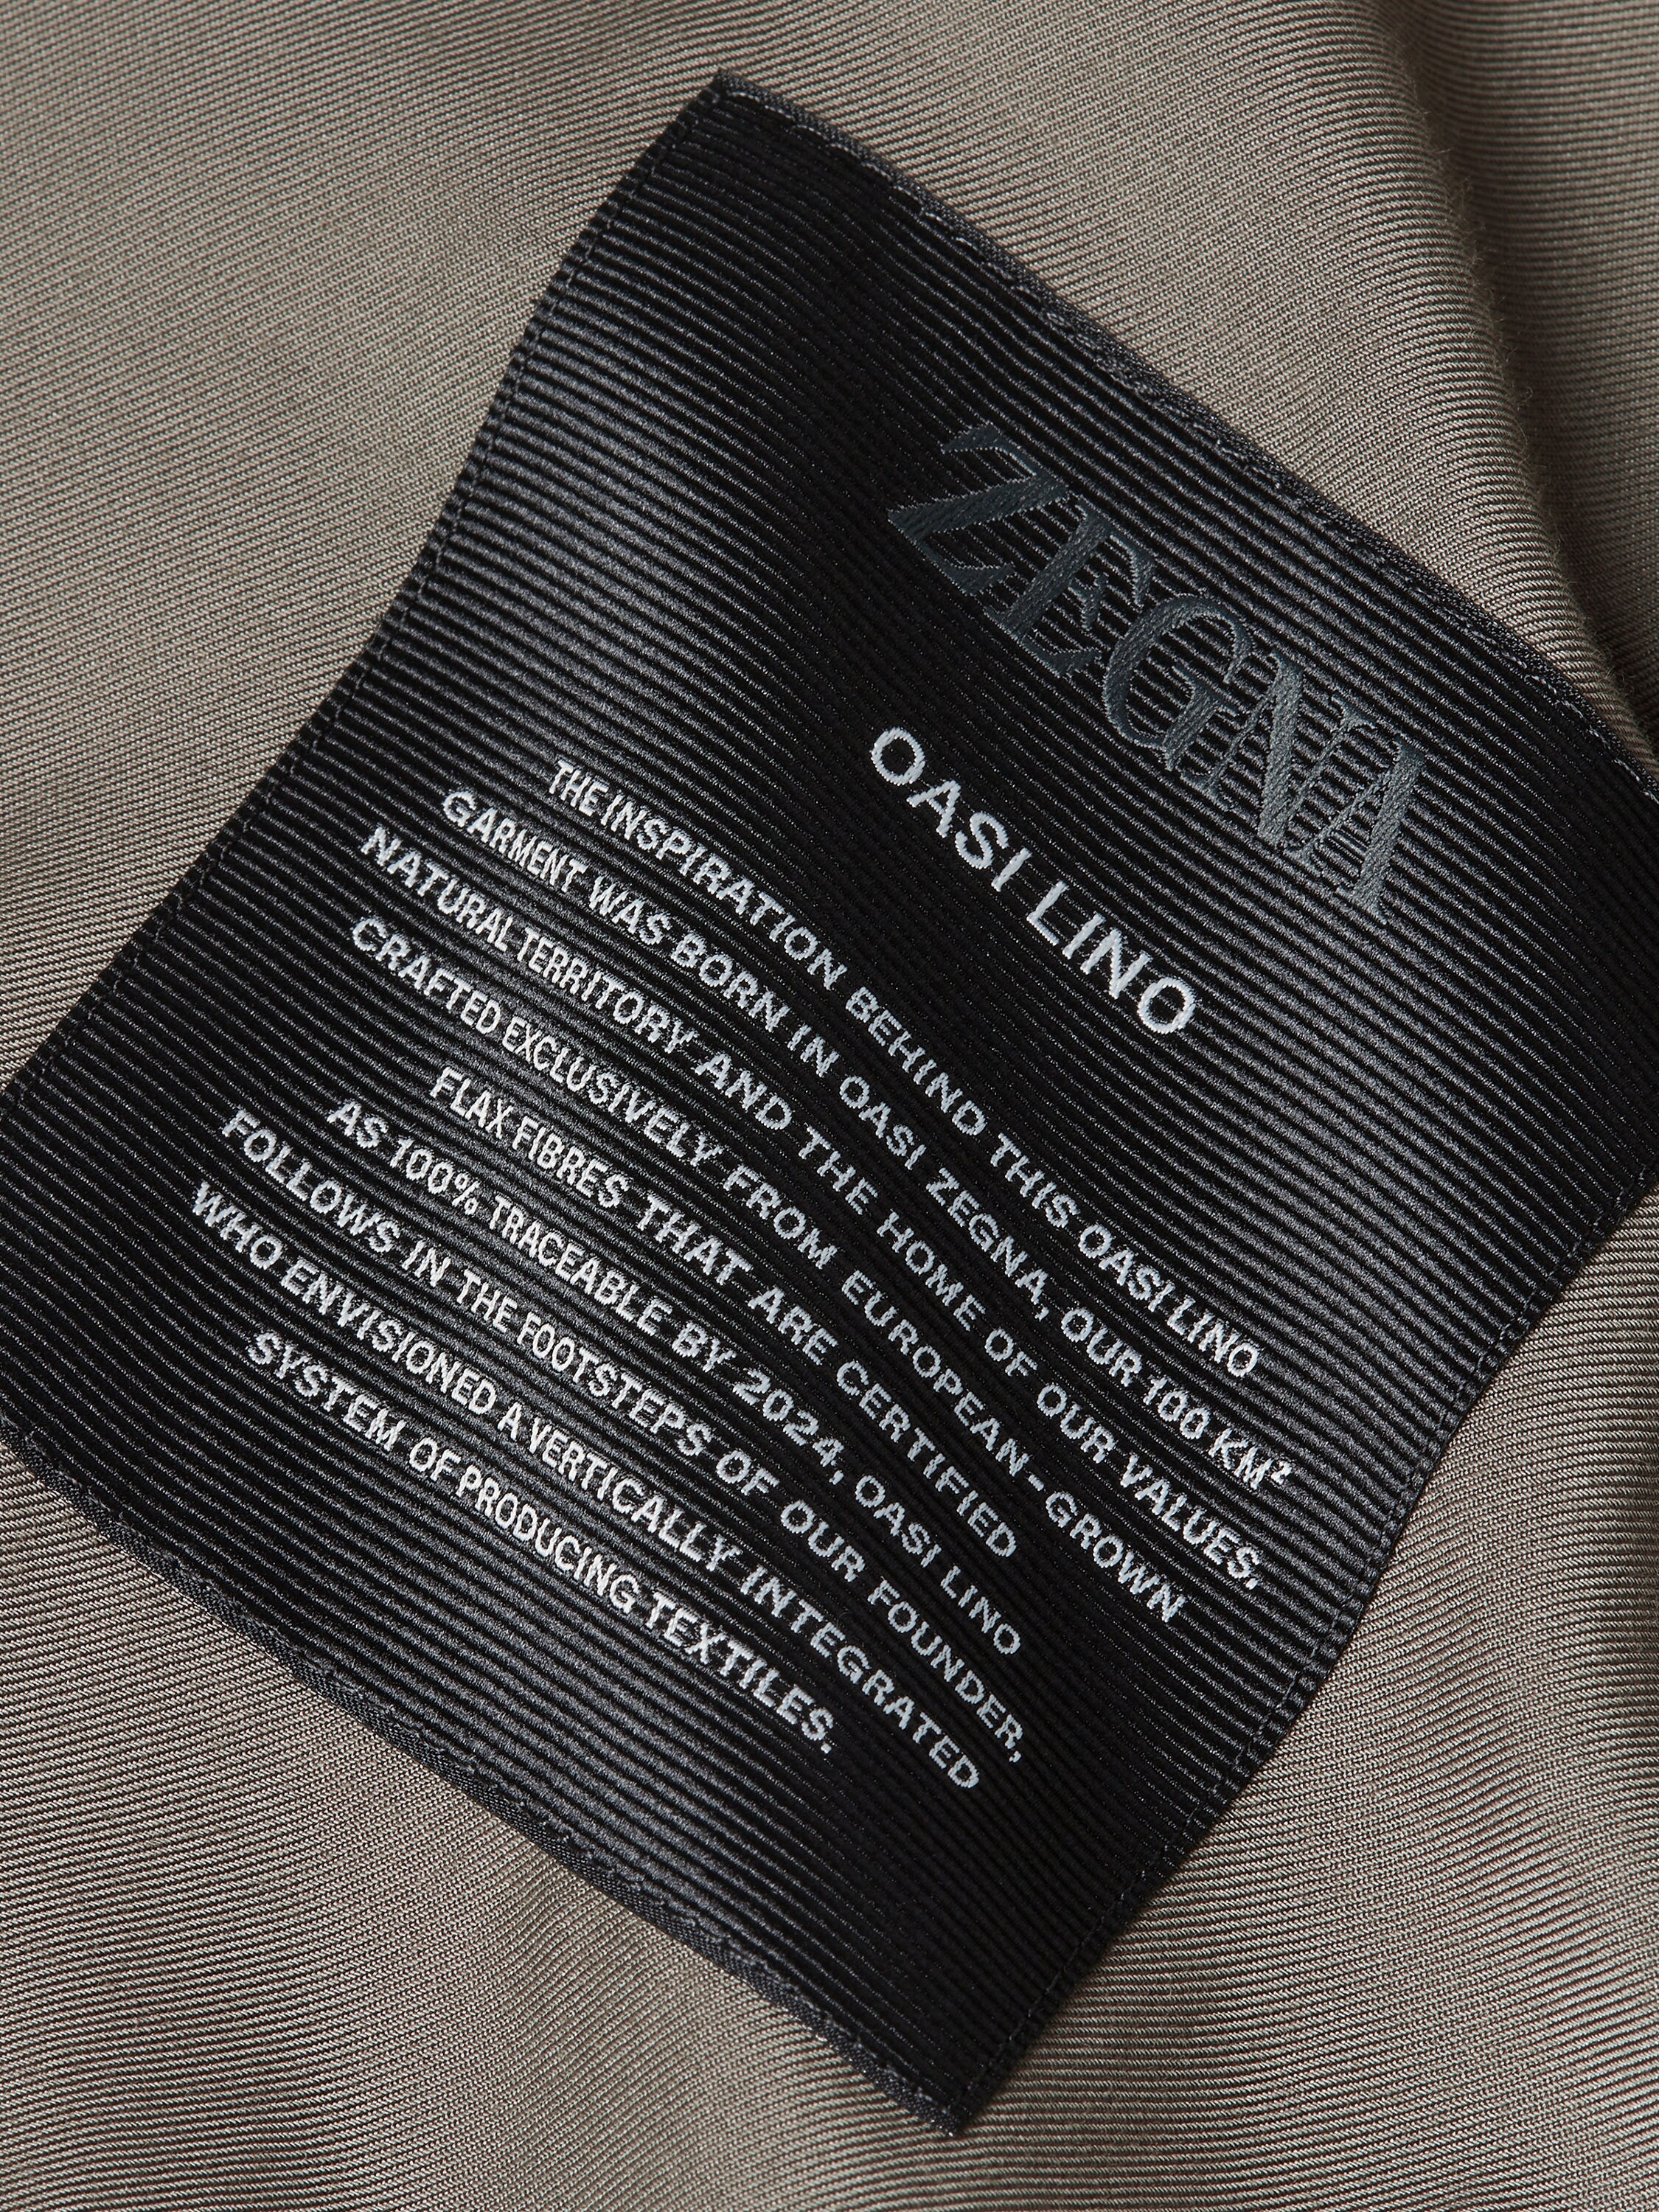 ZEGNA
OASI LINO
THE INSPIRATION BEHIND THIS OASI LINO
GARMENT WAS BORN IN OASI ZEGNA, OUR 100 KM²
NATURAL TERRITORY AND THE HOME OF OUR VALUES.
CRAFTED EXCLUSIVELY FROM EUROPEAN-GROWN
FLAX FIBRES THAT ARE CERTIFIED
AS 100% TRACEABLE BY 2024, OASI LINO
FOLLOWS IN THE FOOTSTEPS OF OUR FOUNDER,
WHO ENVISIONED A VERTICALLY INTEGRATED
SYSTEM OF PRODUCING TEXTILES.